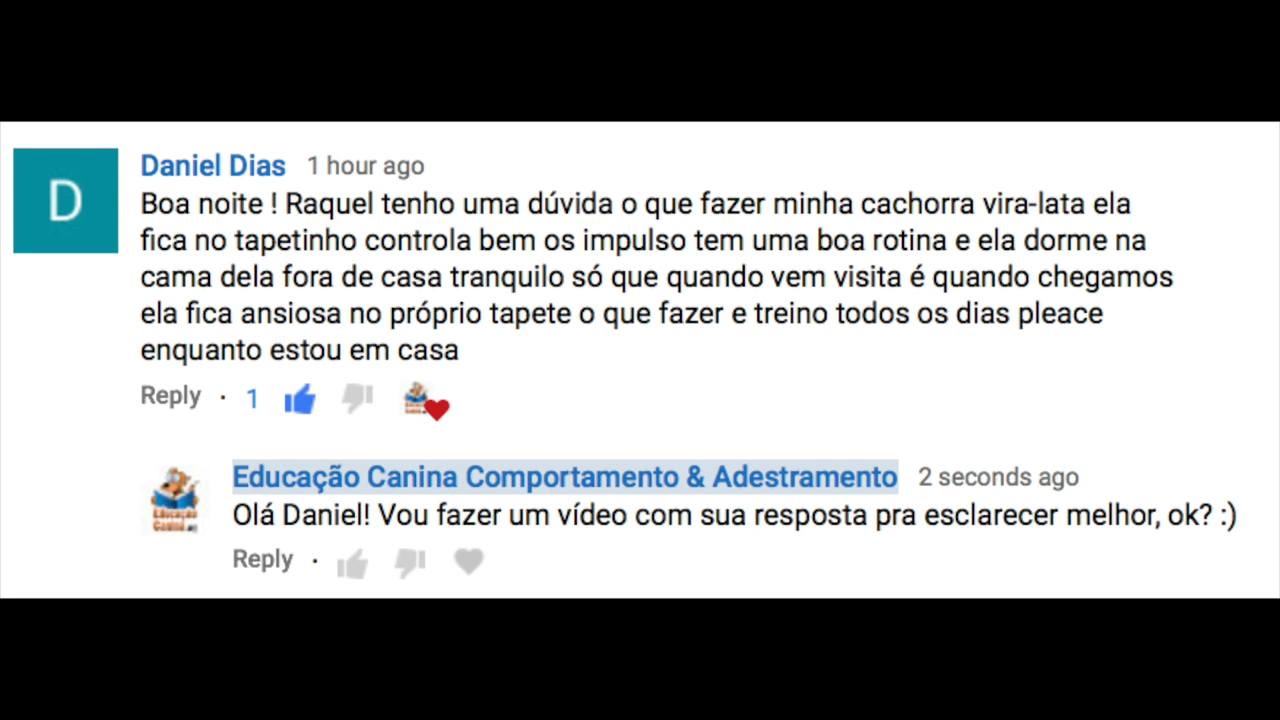 D
Daniel Dias 1 hour ago
Boa noite ! Raquel tenho uma dúvida o que fazer minha cachorra vira-lata ela
fica no tapetinho controla bem os impulso tem uma boa rotina e ela dorme na
cama dela fora de casa tranquilo só que quando vem visita é quando chegamos
ela fica ansiosa no próprio tapete o que fazer e treino todos os dias pleace
enquanto estou em casa
Reply · 1
Educação Canina Comportamento & Adestramento 2 seconds ago
Olá Daniel! Vou fazer um vídeo com sua resposta pra esclarecer melhor, ok? :)
Educação
Canina
Reply ·